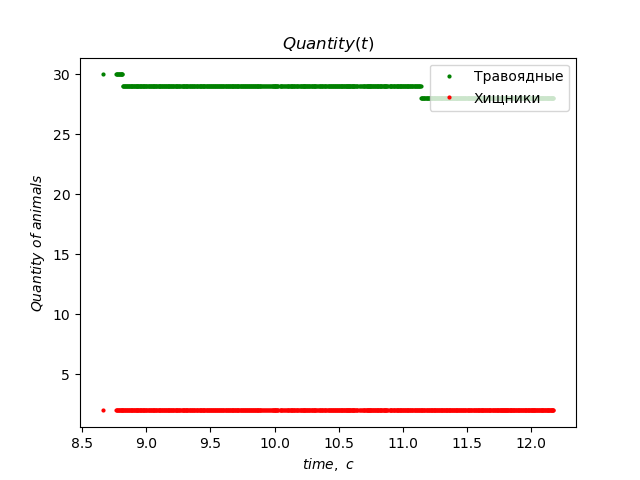 Quantity(t)
30
25
20
15
10
5
Quantity of animals
Травоядные
Хищники
8.5 9.0 9.5 10.0 10.5 11.0 11.5 12.0
time, c